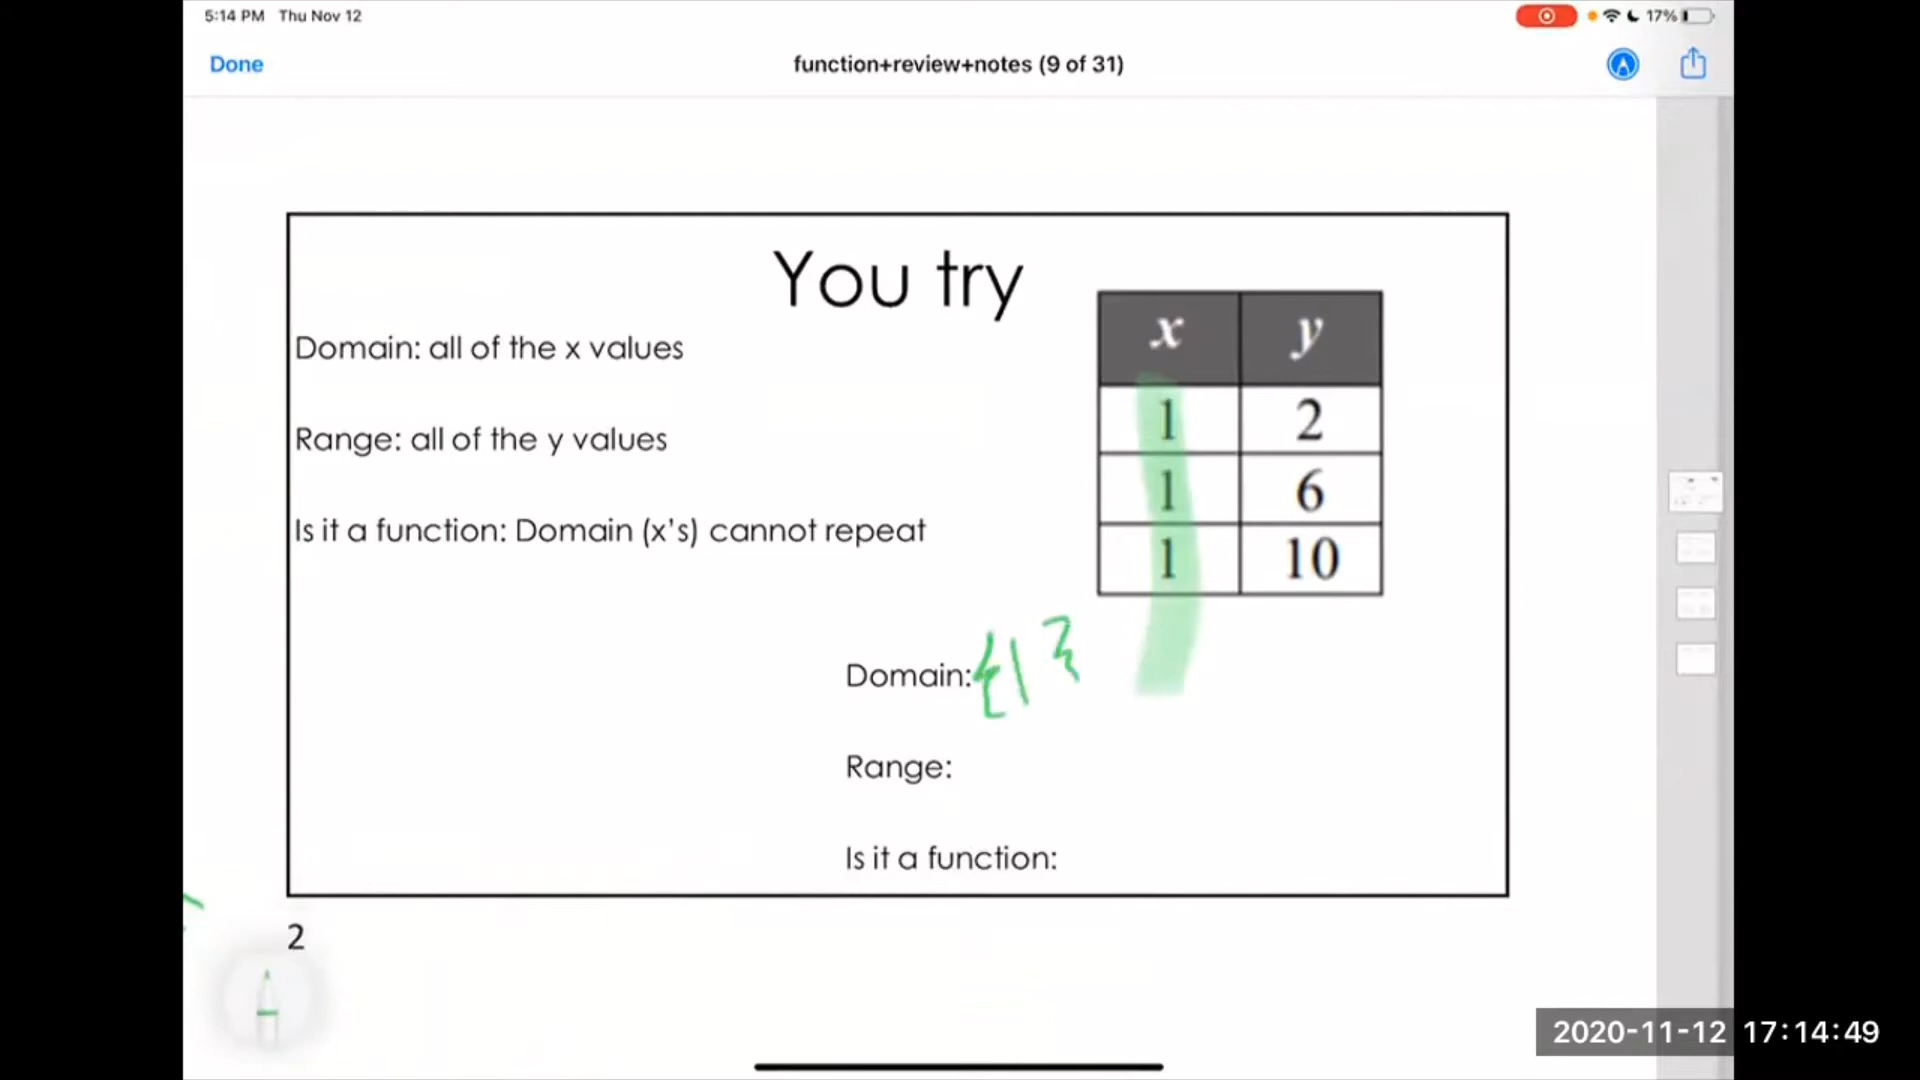 5:14 PM Thu Nov 12
17%
Done
function+review+notes (9 of 31)
You try
Domain: all of the x values
Range: all of the y values
Is it a function: Domain (x's) cannot repeat
x y
1 2
1 6
1 10
Domain: {1}
Range:
Is it a function:
2
2020-11-12 17:14:49